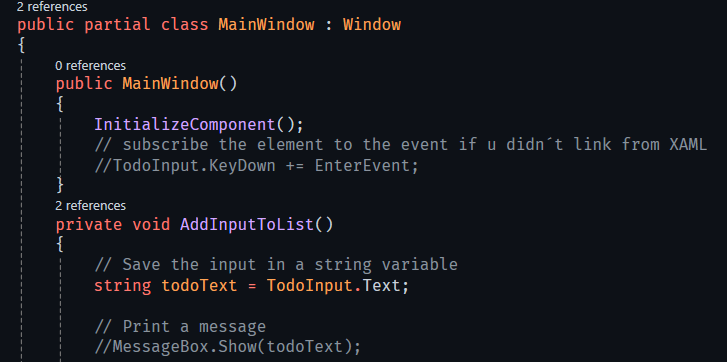 2 references
public partial class MainWindow : Window
{
0 references
public MainWindow()
{
InitializeComponent();
// subscribe the element to the event if u didn´t link from XAML
//TodoInput.KeyDown += EnterEvent;
}
2 references
private void AddInputToList()
{
// Save the input in a string variable
string todoText = TodoInput.Text;
// Print a message
//MessageBox.Show(todoText);